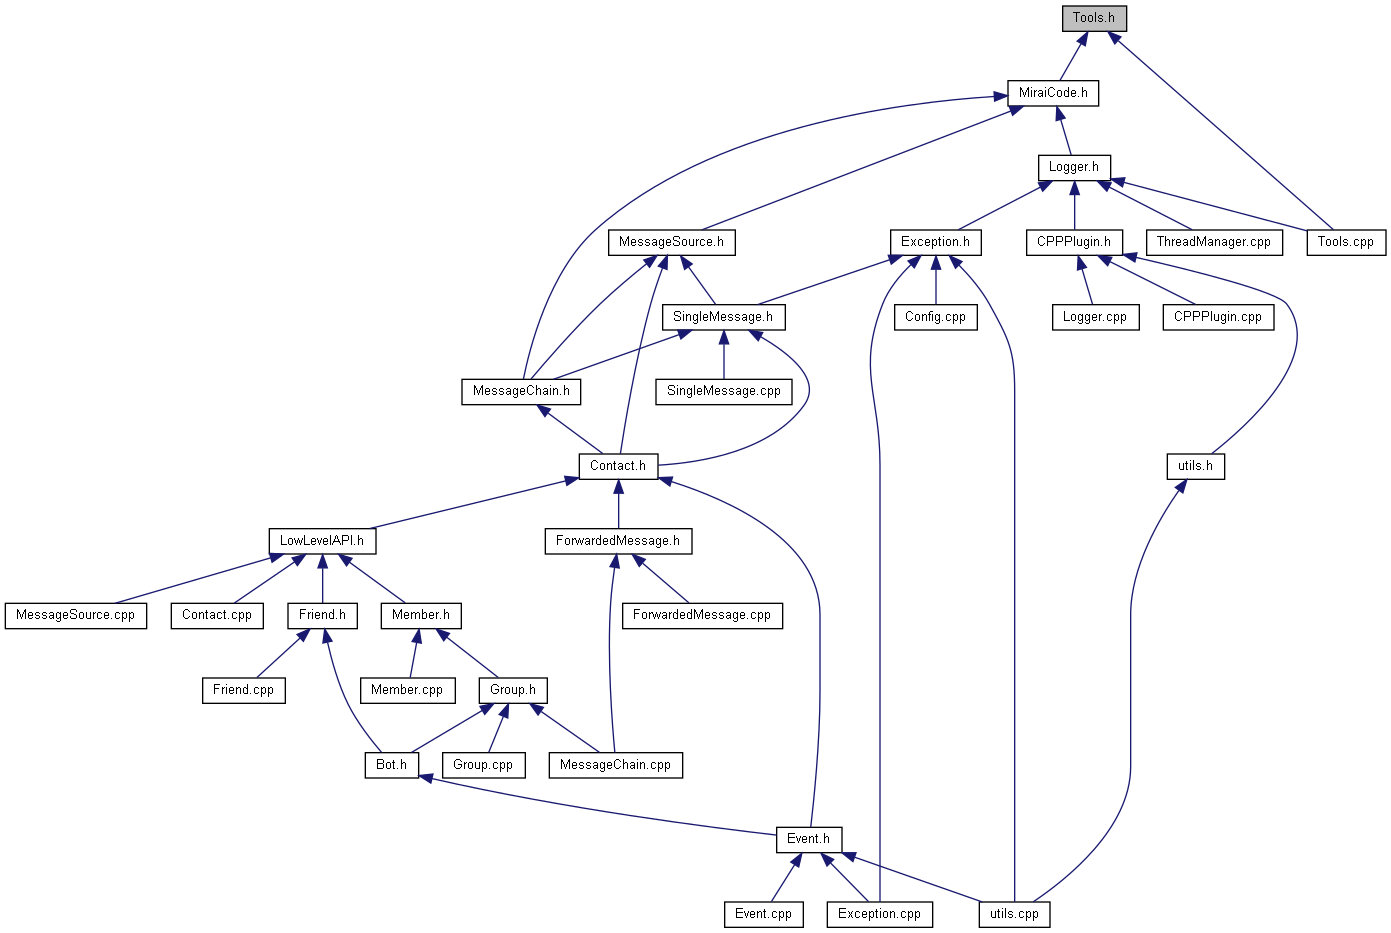 Tools.h
MiraiCode.h
Logger.h
MessageSource.h
Exception.h
CPPPlugin.h
ThreadManager.cpp
Tools.cpp
SingleMessage.h
Config.cpp
Logger.cpp
CPPPlugin.cpp
MessageChain.h
SingleMessage.cpp
Contact.h
utils.h
LowLevelAPI.h
ForwardedMessage.h
MessageSource.cpp
Contact.cpp
Friend.h
Member.h
ForwardedMessage.cpp
Friend.cpp
Member.cpp
Group.h
Bot.h
Group.cpp
MessageChain.cpp
Event.h
Event.cpp
Exception.cpp
utils.cpp